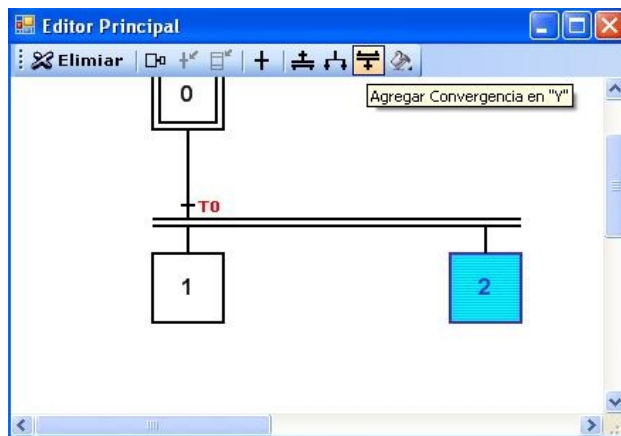 Editor Principal
Elimiar
Agregar Convergencia en "Y"
0
T0
1
2